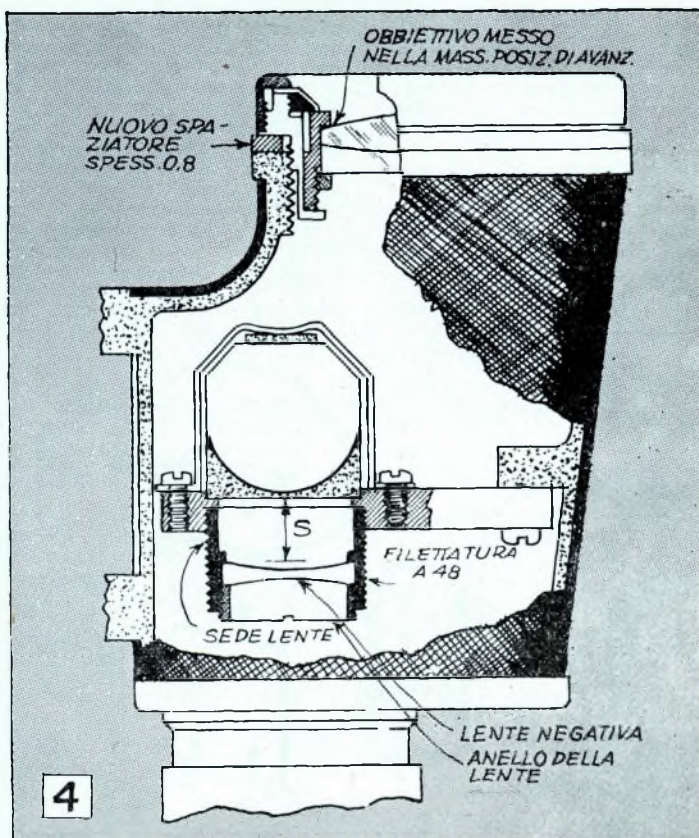 OBBIETTIVO MESSO
NELLA MASS. POSIZ. DI AVANZ.
NUOVO SPA-
ZIATORE
SPESS. 0.8
S
FILETTATURA
A 48
SEDE LENTE
LENTE NEGATIVA
ANELLO DELLA
LENTE
4